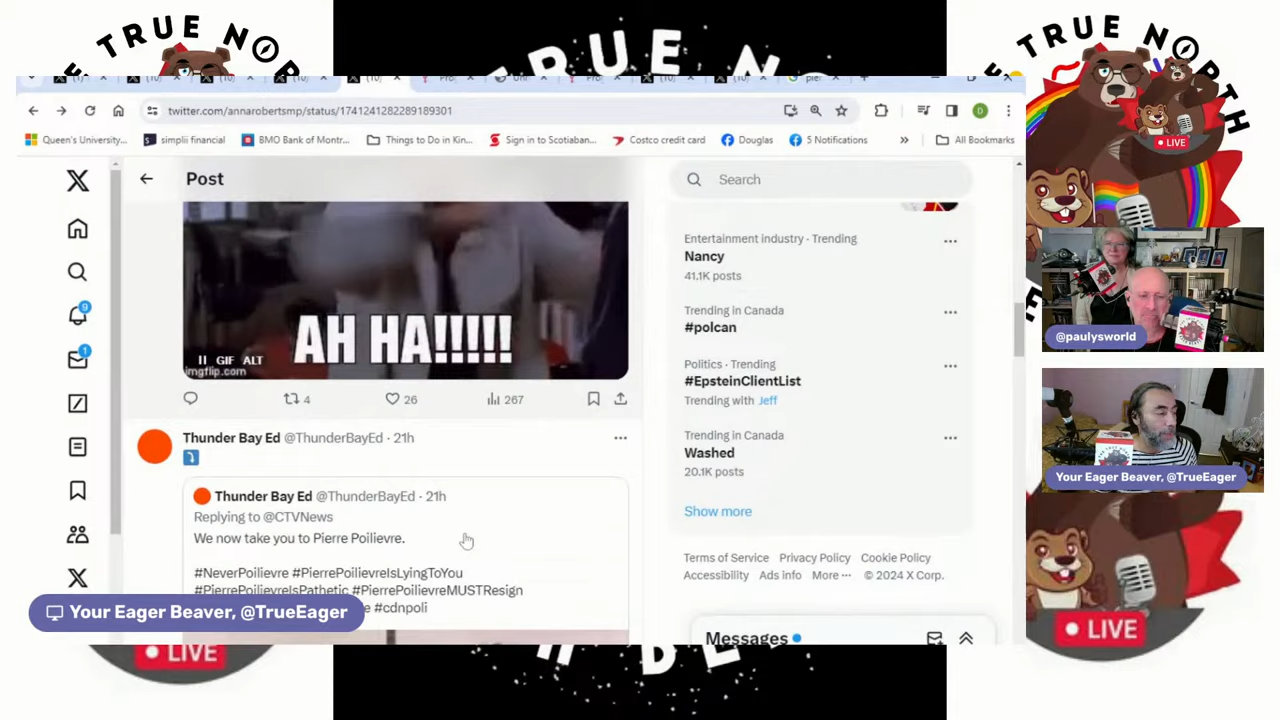 TRUE NORTH
TRUE NO
TRUE NORTH
twitter.com/annarobertsmp/status/1741241282289189301
Queen's University...
simplii financial
BMO Bank of Montr...
Things to Do in Kin...
Sign in to Scotiaban...
Costco credit card
Douglas
5 Notifications
»
All Bookmarks
LIVE
Post
Search
AH HA!!!!!
GIF ALT
imgflip.com
4
26
267
Entertainment industry · Trending
Nancy
41.1K posts
Trending in Canada
#polcan
Politics · Trending
#EpsteinClientList
Trending with Jeff
Trending in Canada
Washed
20.1K posts
Show more
9
1
Thunder Bay Ed @ThunderBayEd · 21h
Thunder Bay Ed @ThunderBayEd · 21h
Replying to @CTVNews
We now take you to Pierre Poilievre.
#NeverPoilievre #PierrePoilievreIsLyingToYou
#PierrePoilievreIsPathetic #PierrePoilievreMUSTResign
#cdnpoli
Terms of Service Privacy Policy Cookie Policy
Accessibility Ads info More ··· © 2024 X Corp.
Messages
@paulysworld
Your Eager Beaver, @TrueEager
Your Eager Beaver, @TrueEager
LIVE
LIVE